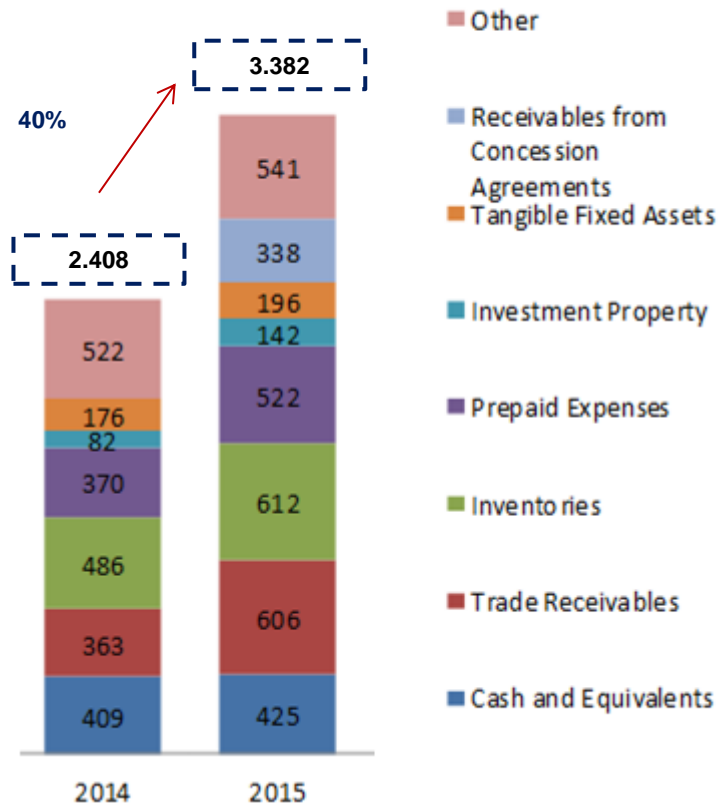 40%
2.408
522
176
82
370
486
363
409
2014
3.382
541
338
196
142
522
612
606
425
2015
Other
Receivables from
Concession
Agreements
Tangible Fixed Assets
Investment Property
Prepaid Expenses
Inventories
Trade Receivables
Cash and Equivalents